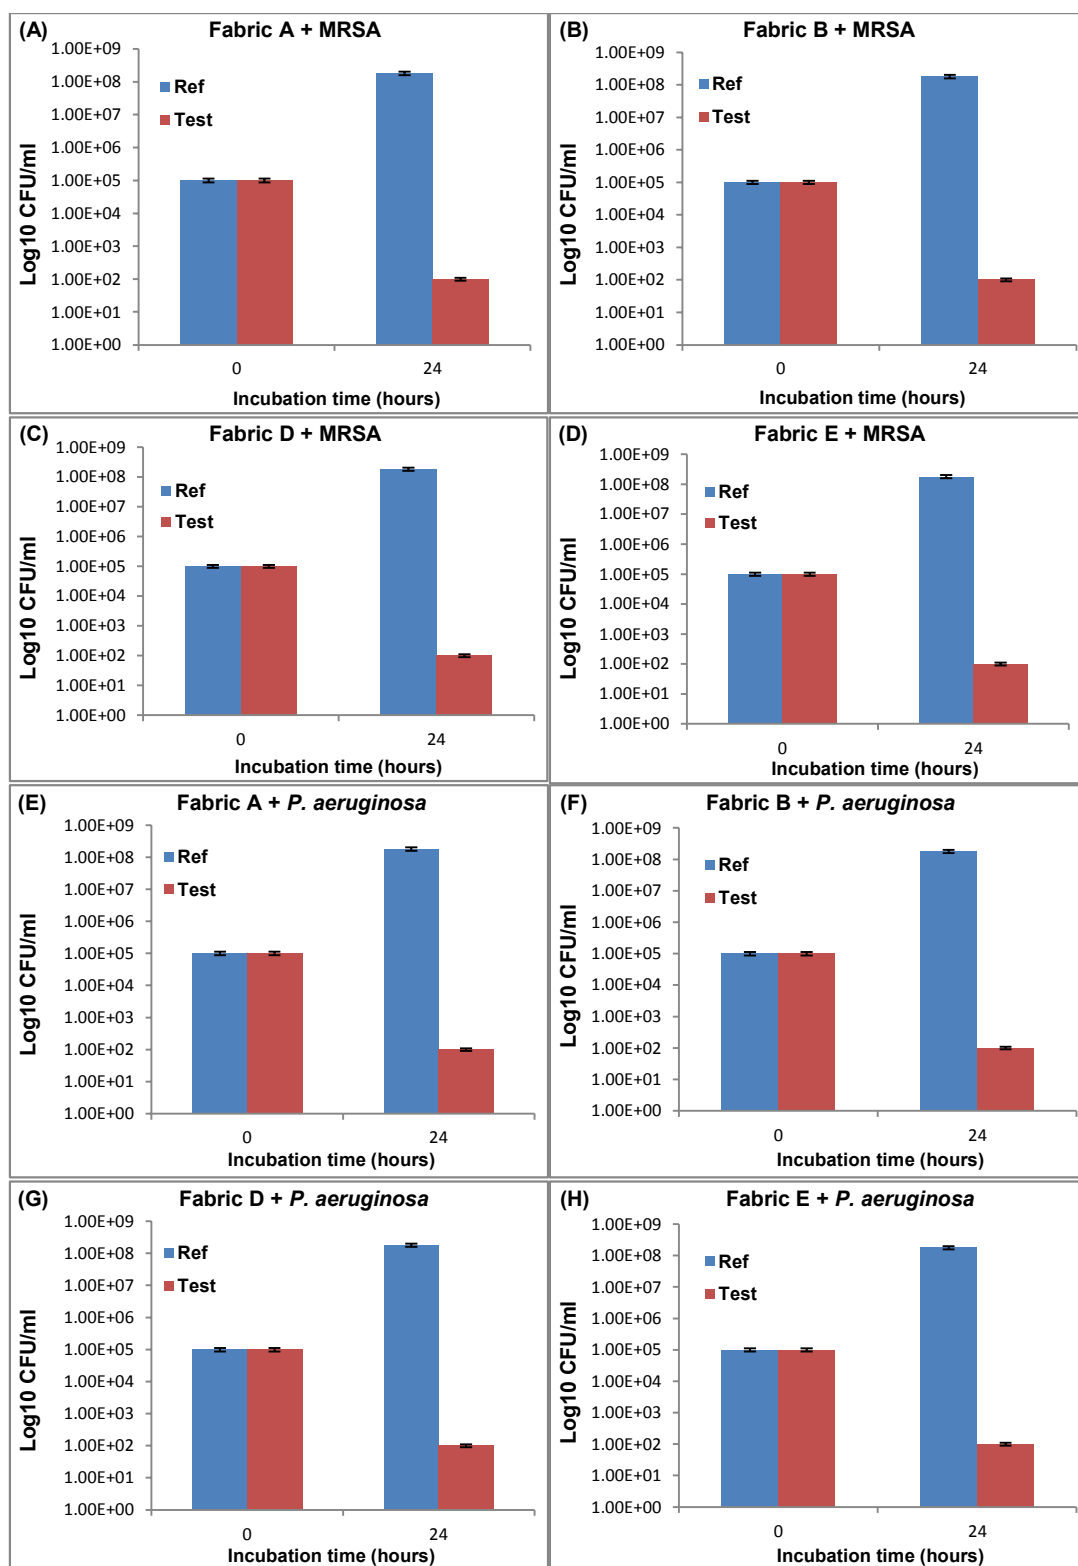 (A) Fabric A + MRSA
1.00E+09
1.00E+08
1.00E+07
1.00E+06
1.00E+05
1.00E+04
1.00E+03
1.00E+02
1.00E+01
1.00E+00
Log10 CFU/ml
Ref
Test
0 24
Incubation time (hours)
(B) Fabric B + MRSA
1.00E+09
1.00E+08
1.00E+07
1.00E+06
1.00E+05
1.00E+04
1.00E+03
1.00E+02
1.00E+01
1.00E+00
Log10 CFU/ml
Ref
Test
0 24
Incubation time (hours)
(C) Fabric D + MRSA
1.00E+09
1.00E+08
1.00E+07
1.00E+06
1.00E+05
1.00E+04
1.00E+03
1.00E+02
1.00E+01
1.00E+00
Log10 CFU/ml
Ref
Test
0 24
Incubation time (hours)
(D) Fabric E + MRSA
1.00E+09
1.00E+08
1.00E+07
1.00E+06
1.00E+05
1.00E+04
1.00E+03
1.00E+02
1.00E+01
1.00E+00
Log10 CFU/ml
Ref
Test
0 24
Incubation time (hours)
(E) Fabric A + P. aeruginosa
1.00E+09
1.00E+08
1.00E+07
1.00E+06
1.00E+05
1.00E+04
1.00E+03
1.00E+02
1.00E+01
1.00E+00
Log10 CFU/ml
Ref
Test
0 24
Incubation time (hours)
(F) Fabric B + P. aeruginosa
1.00E+09
1.00E+08
1.00E+07
1.00E+06
1.00E+05
1.00E+04
1.00E+03
1.00E+02
1.00E+01
1.00E+00
Log10 CFU/ml
Ref
Test
0 24
Incubation time (hours)
(G) Fabric D + P. aeruginosa
1.00E+09
1.00E+08
1.00E+07
1.00E+06
1.00E+05
1.00E+04
1.00E+03
1.00E+02
1.00E+01
1.00E+00
Log10 CFU/ml
Ref
Test
0 24
Incubation time (hours)
(H) Fabric E + P. aeruginosa
1.00E+09
1.00E+08
1.00E+07
1.00E+06
1.00E+05
1.00E+04
1.00E+03
1.00E+02
1.00E+01
1.00E+00
Log10 CFU/ml
Ref
Test
0 24
Incubation time (hours)